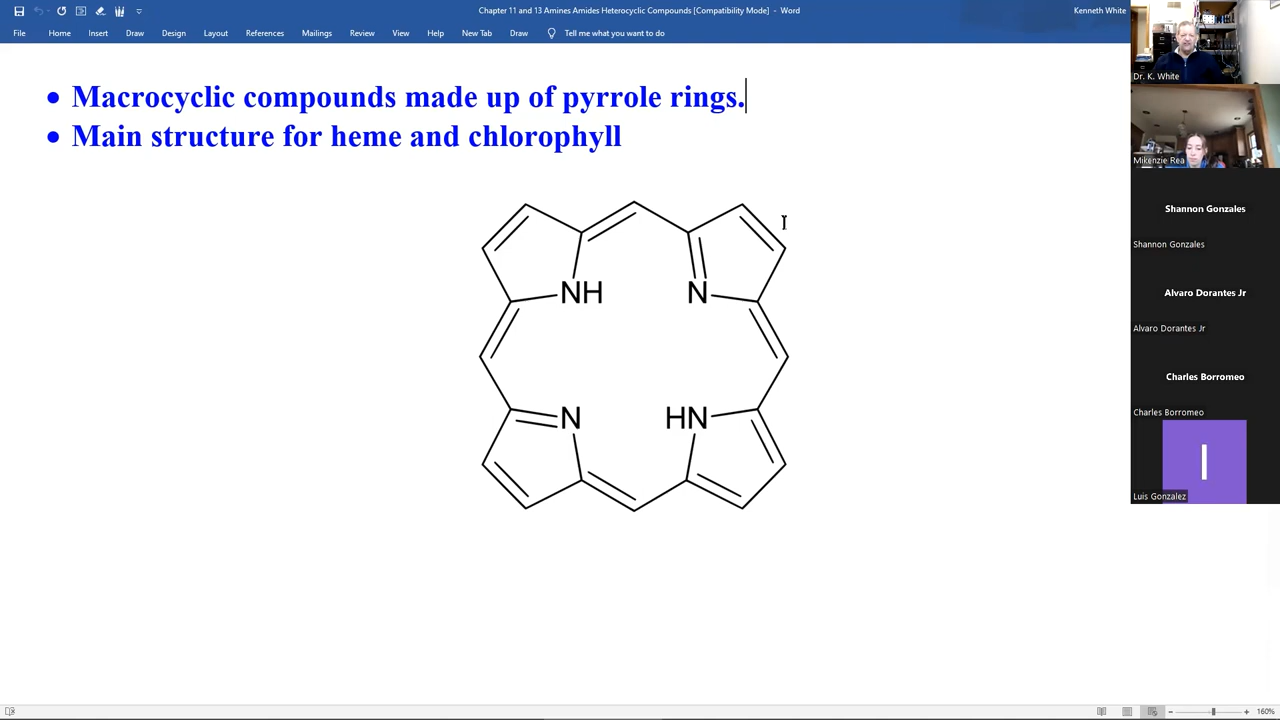 Chapter 11 and 13 Amines Amides Heterocyclic Compounds [Compatibility Mode] - Word
Kenneth White
File Home Insert Draw Design Layout References Mailings Review View Help New Tab Draw Tell me what you want to do
• Macrocyclic compounds made up of pyrrole rings.
• Main structure for heme and chlorophyll
NH N
N HN
Dr. K. White
Mikenzie Rea
Shannon Gonzales
Shannon Gonzales
Alvaro Dorantes Jr
Alvaro Dorantes Jr
Charles Borromeo
Charles Borromeo
l
Luis Gonzalez
160%